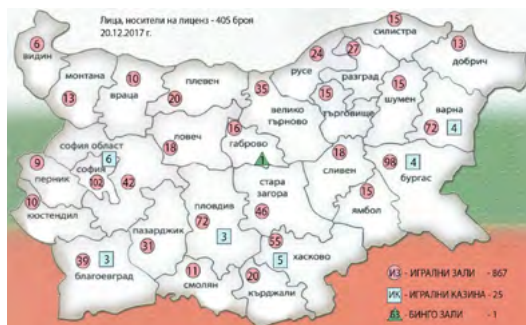 Лица, носители на лиценз - 405 броя
20.12.2017 г.
15
силистра
6
видин
24
русе
27
разград
13
добрич
монтана
13
10
враца
плевен
20
35
велико
търново
15
търговище
15
шумен
варна
72
4
софия област
6
софия
102
42
ловеч
18
16
габрово
1
18
сливен
98
4
бургас
9
перник
10
кюстендил
пловдив
72
3
стара
загора
46
15
ямбол
пазарджик
31
39
3
благоевград
55
5
хасково
11
смолян
20
кърджали
ИЗ - ИГРАЛНИ ЗАЛИ - 867
ИК - ИГРАЛНИ КАЗИНА - 25
БЗ - БИНГО ЗАЛИ - 1